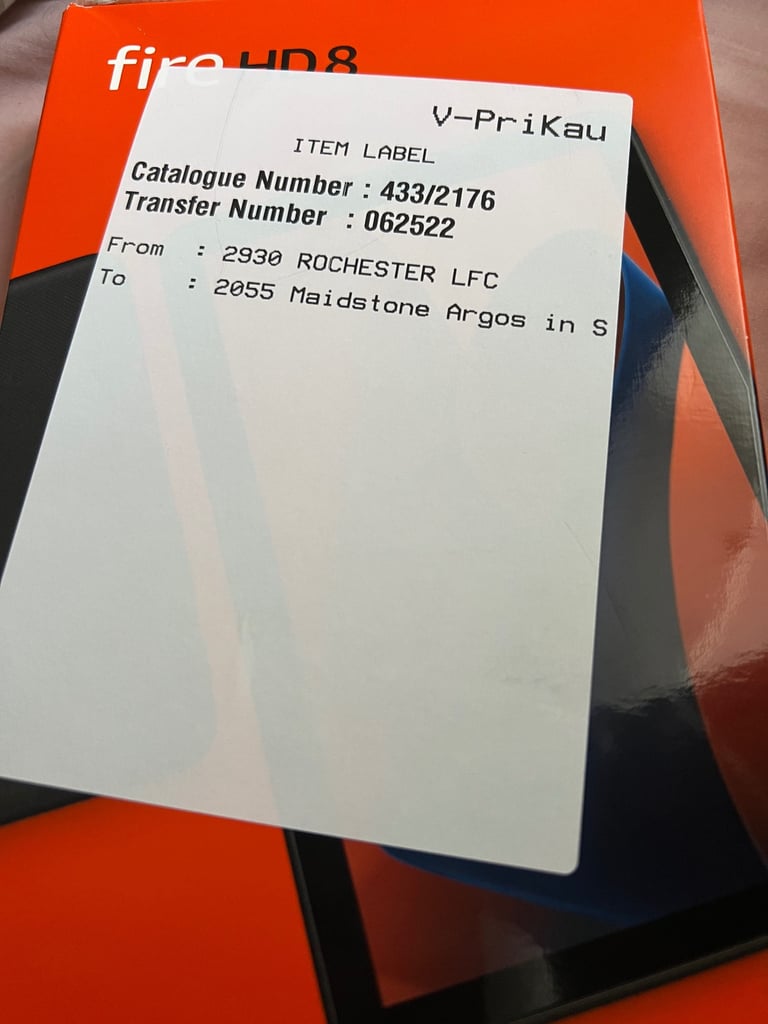 fire HD 8
V-PriKau
ITEM LABEL
Catalogue Number : 433/2176
Transfer Number : 062522
From : 2930 ROCHESTER LFC
To : 2055 Maidstone Argos in S